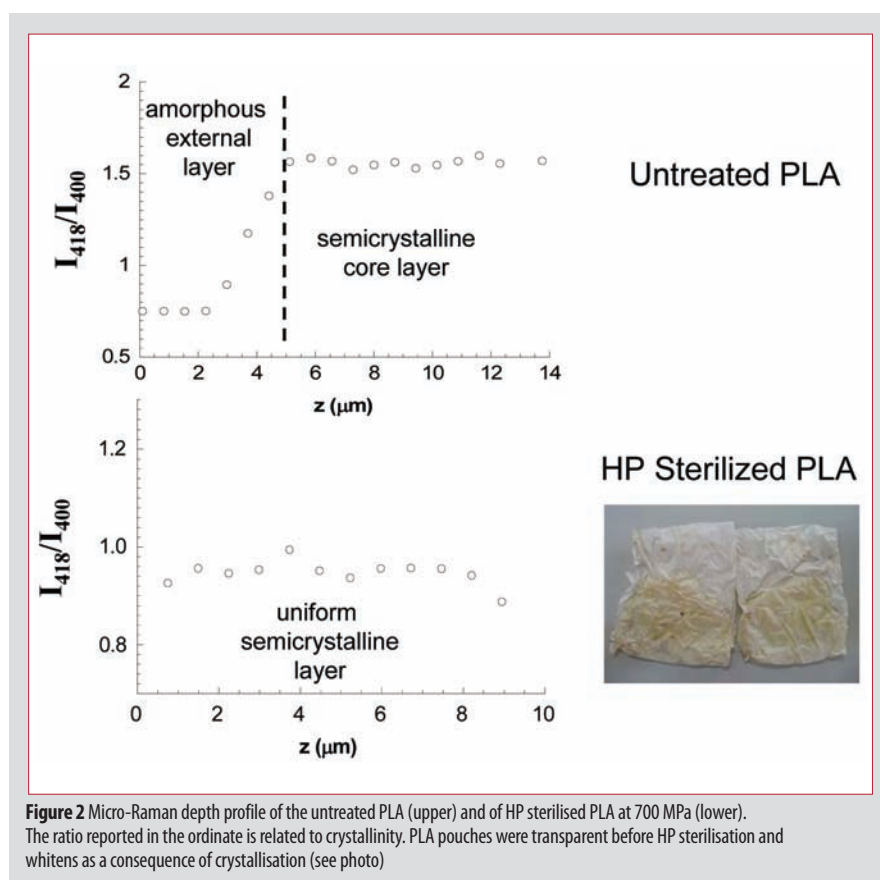 2
amorphous
external
layer
1.5
Untreated PLA
I418/I400
semicrystalline
core layer
1
0.5
0 2 4 6 8 10 12 14
z (μm)
1.2
HP Sterilized PLA
I418/I400
1.0
uniform
semicrystalline
layer
0.8
0 2 4 6 8 10
z (μm)
Figure 2 Micro-Raman depth profile of the untreated PLA (upper) and of HP sterilised PLA at 700 MPa (lower).
The ratio reported in the ordinate is related to crystallinity. PLA pouches were transparent before HP sterilisation and
whitens as a consequence of crystallisation (see photo)